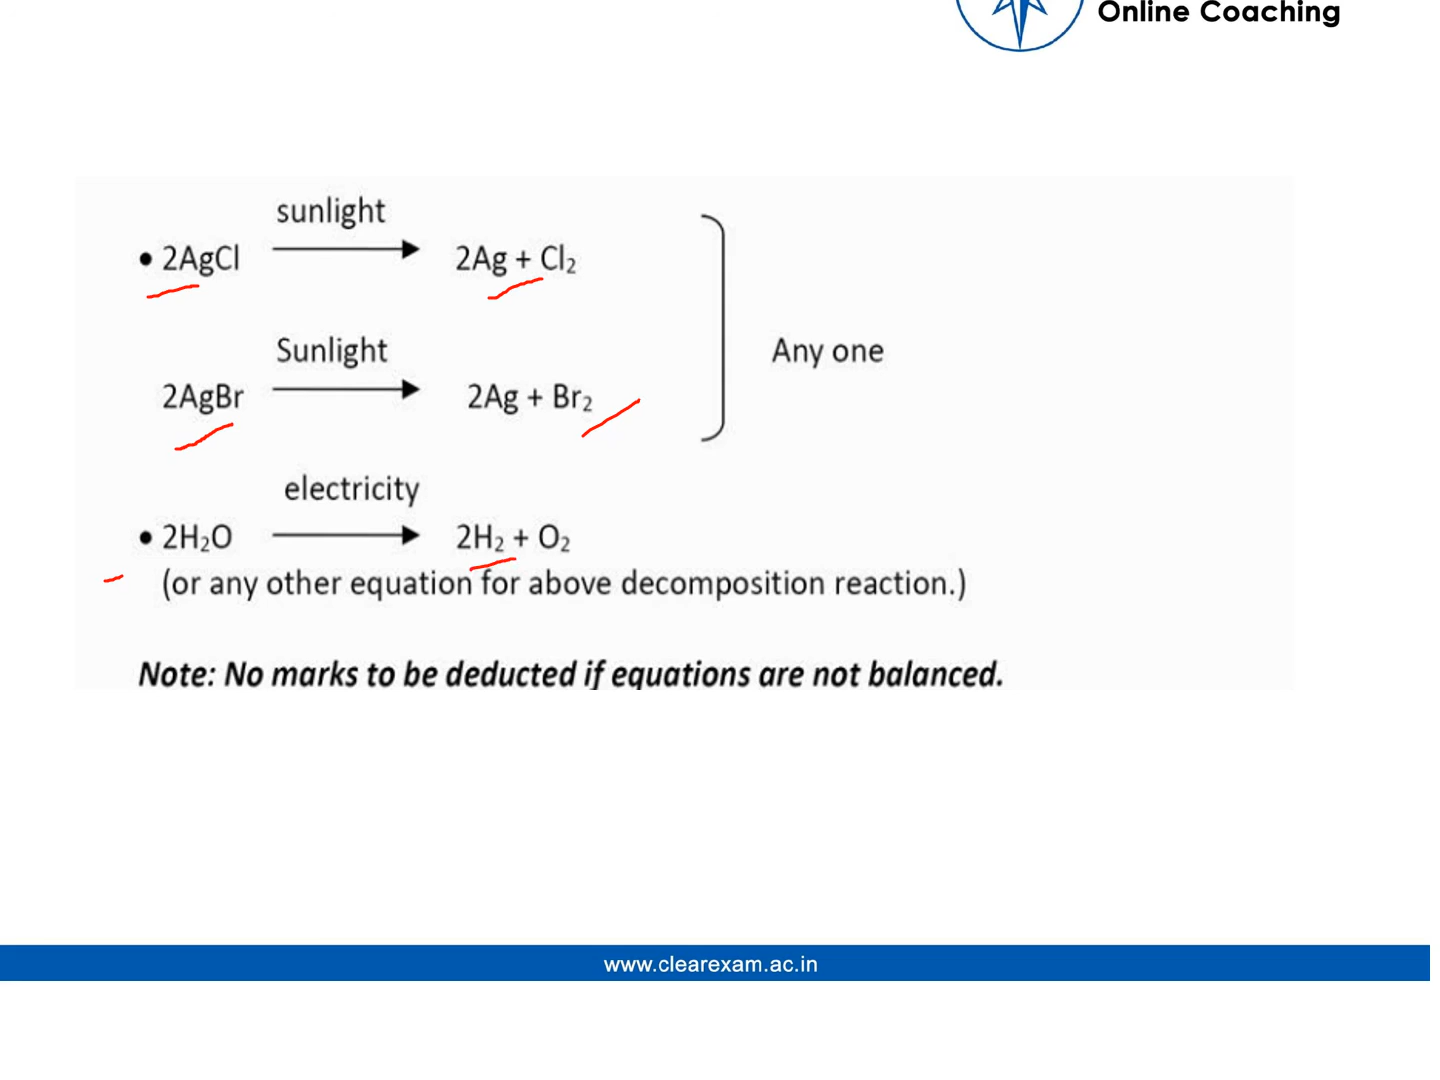 Online Coaching
sunlight
• 2AgCl ⟶ 2Ag + Cl₂
Sunlight
2AgBr ⟶ 2Ag + Br₂
Any one
electricity
• 2H₂O ⟶ 2H₂ + O₂
(or any other equation for above decomposition reaction.)
Note: No marks to be deducted if equations are not balanced.
www.clearexam.ac.in